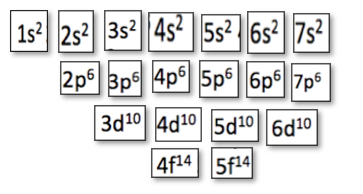 1s² 2s² 3s² 4s² 5s² 6s² 7s²
2p⁶ 3p⁶ 4p⁶ 5p⁶ 6p⁶ 7p⁶
3d¹⁰ 4d¹⁰ 5d¹⁰ 6d¹⁰
4f¹⁴ 5f¹⁴